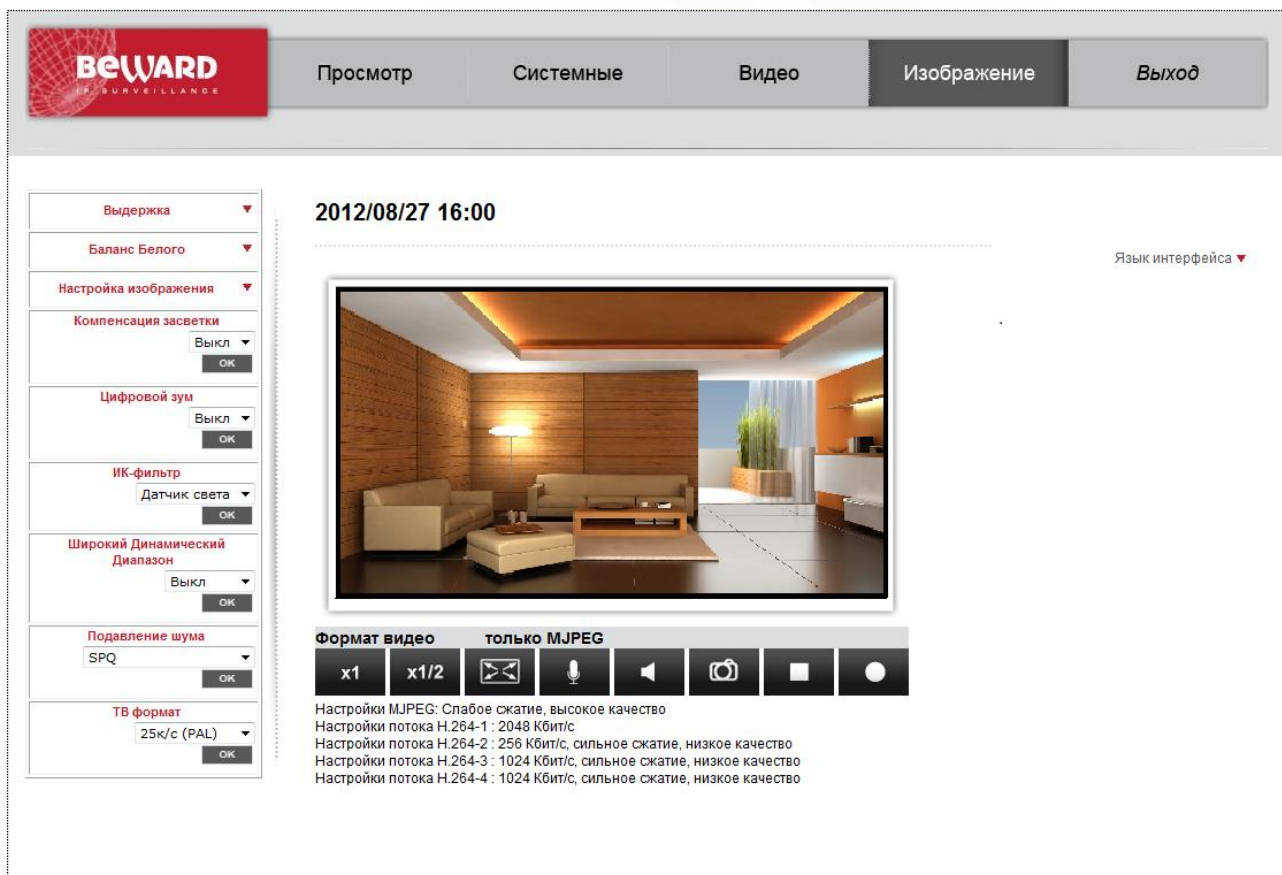 BEWARD
IP SURVEILLANCE
Просмотр
Системные
Видео
Изображение
Выход
Выдержка
Баланс Белого
Настройка изображения
Компенсация засветки
Выкл
OK
Цифровой зум
Выкл
OK
ИК-фильтр
Датчик света
OK
Широкий Динамический
Диапазон
Выкл
OK
Подавление шума
SPQ
OK
ТВ формат
25к/с (PAL)
OK
2012/08/27 16:00
Язык интерфейса
Формат видео только MJPEG
x1 x1/2
Настройки MJPEG: Слабое сжатие, высокое качество
Настройки потока H.264-1 : 2048 Кбит/с
Настройки потока H.264-2 : 256 Кбит/с, сильное сжатие, низкое качество
Настройки потока H.264-3 : 1024 Кбит/с, сильное сжатие, низкое качество
Настройки потока H.264-4 : 1024 Кбит/с, сильное сжатие, низкое качество